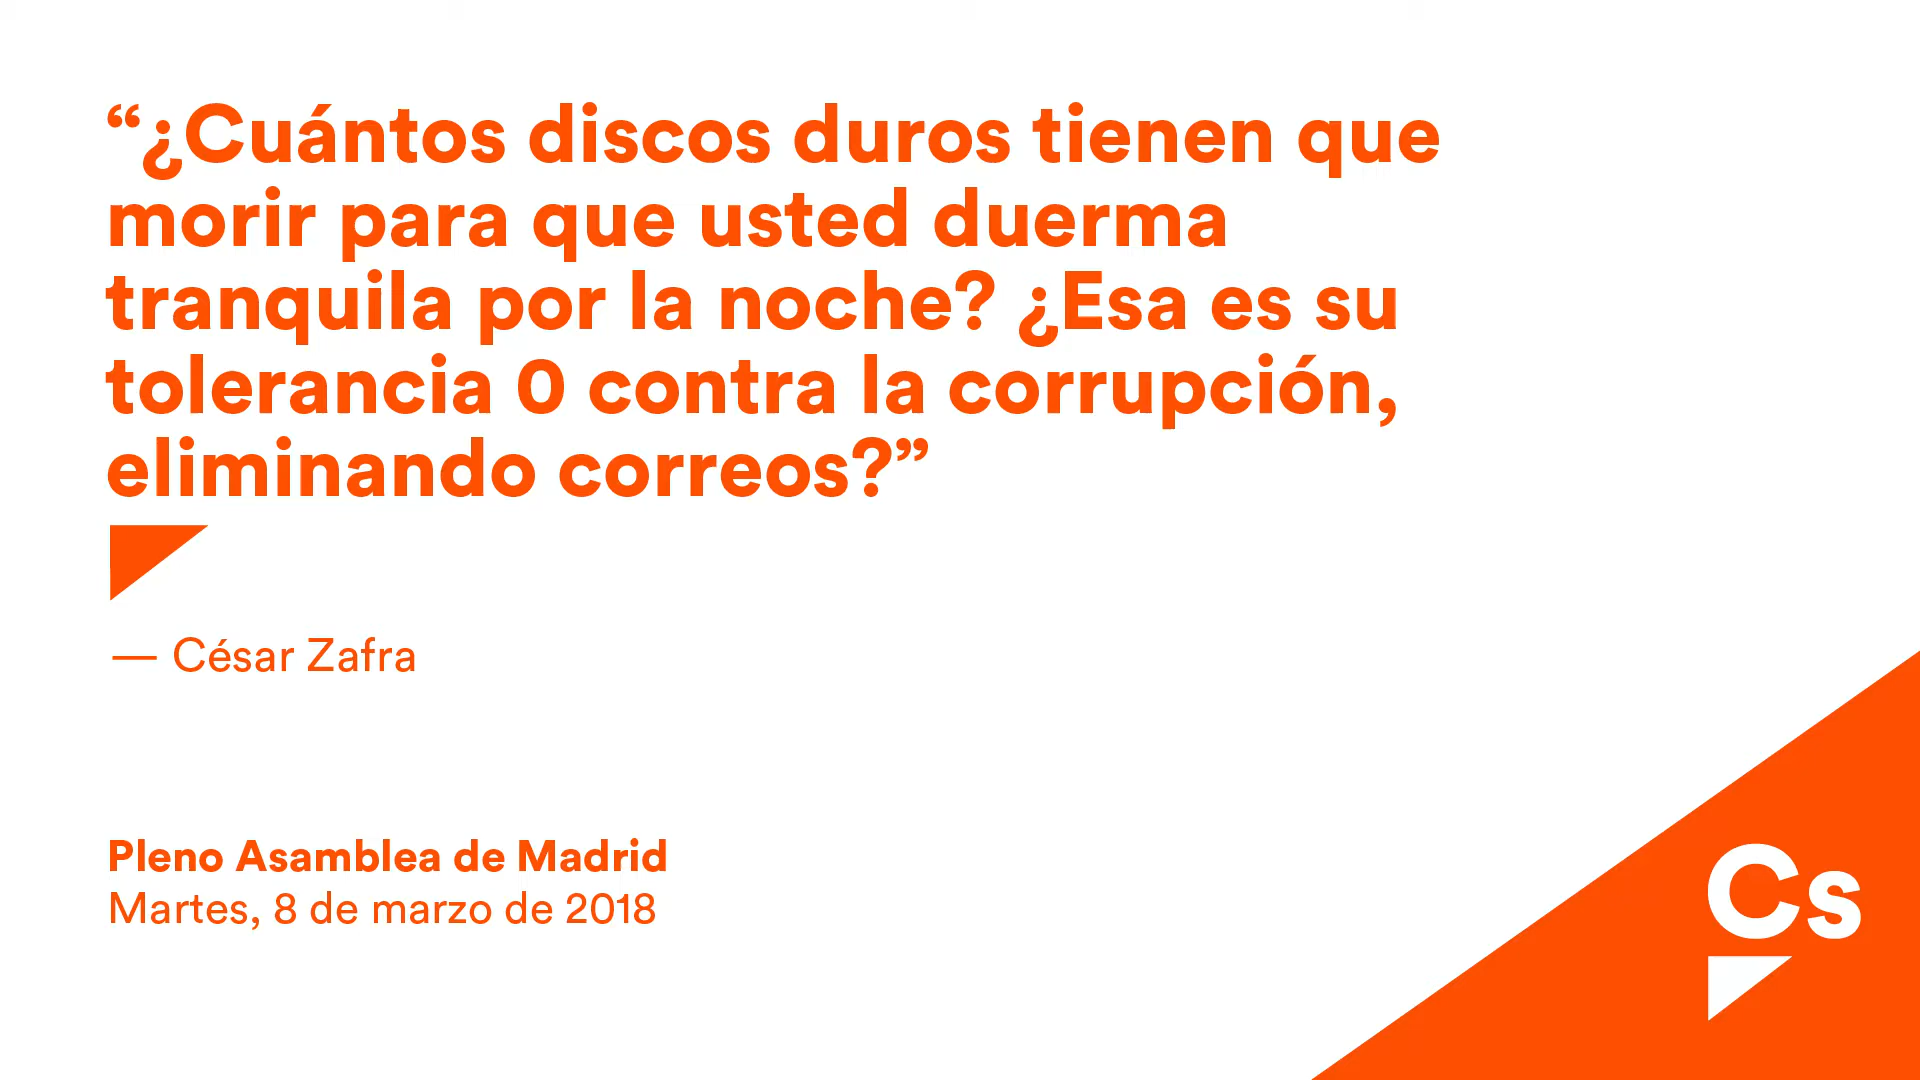 “¿Cuántos discos duros tienen que
morir para que usted duerma
tranquila por la noche? ¿Esa es su
tolerancia 0 contra la corrupción,
eliminando correos?”
— César Zafra
Pleno Asamblea de Madrid
Martes, 8 de marzo de 2018
Cs